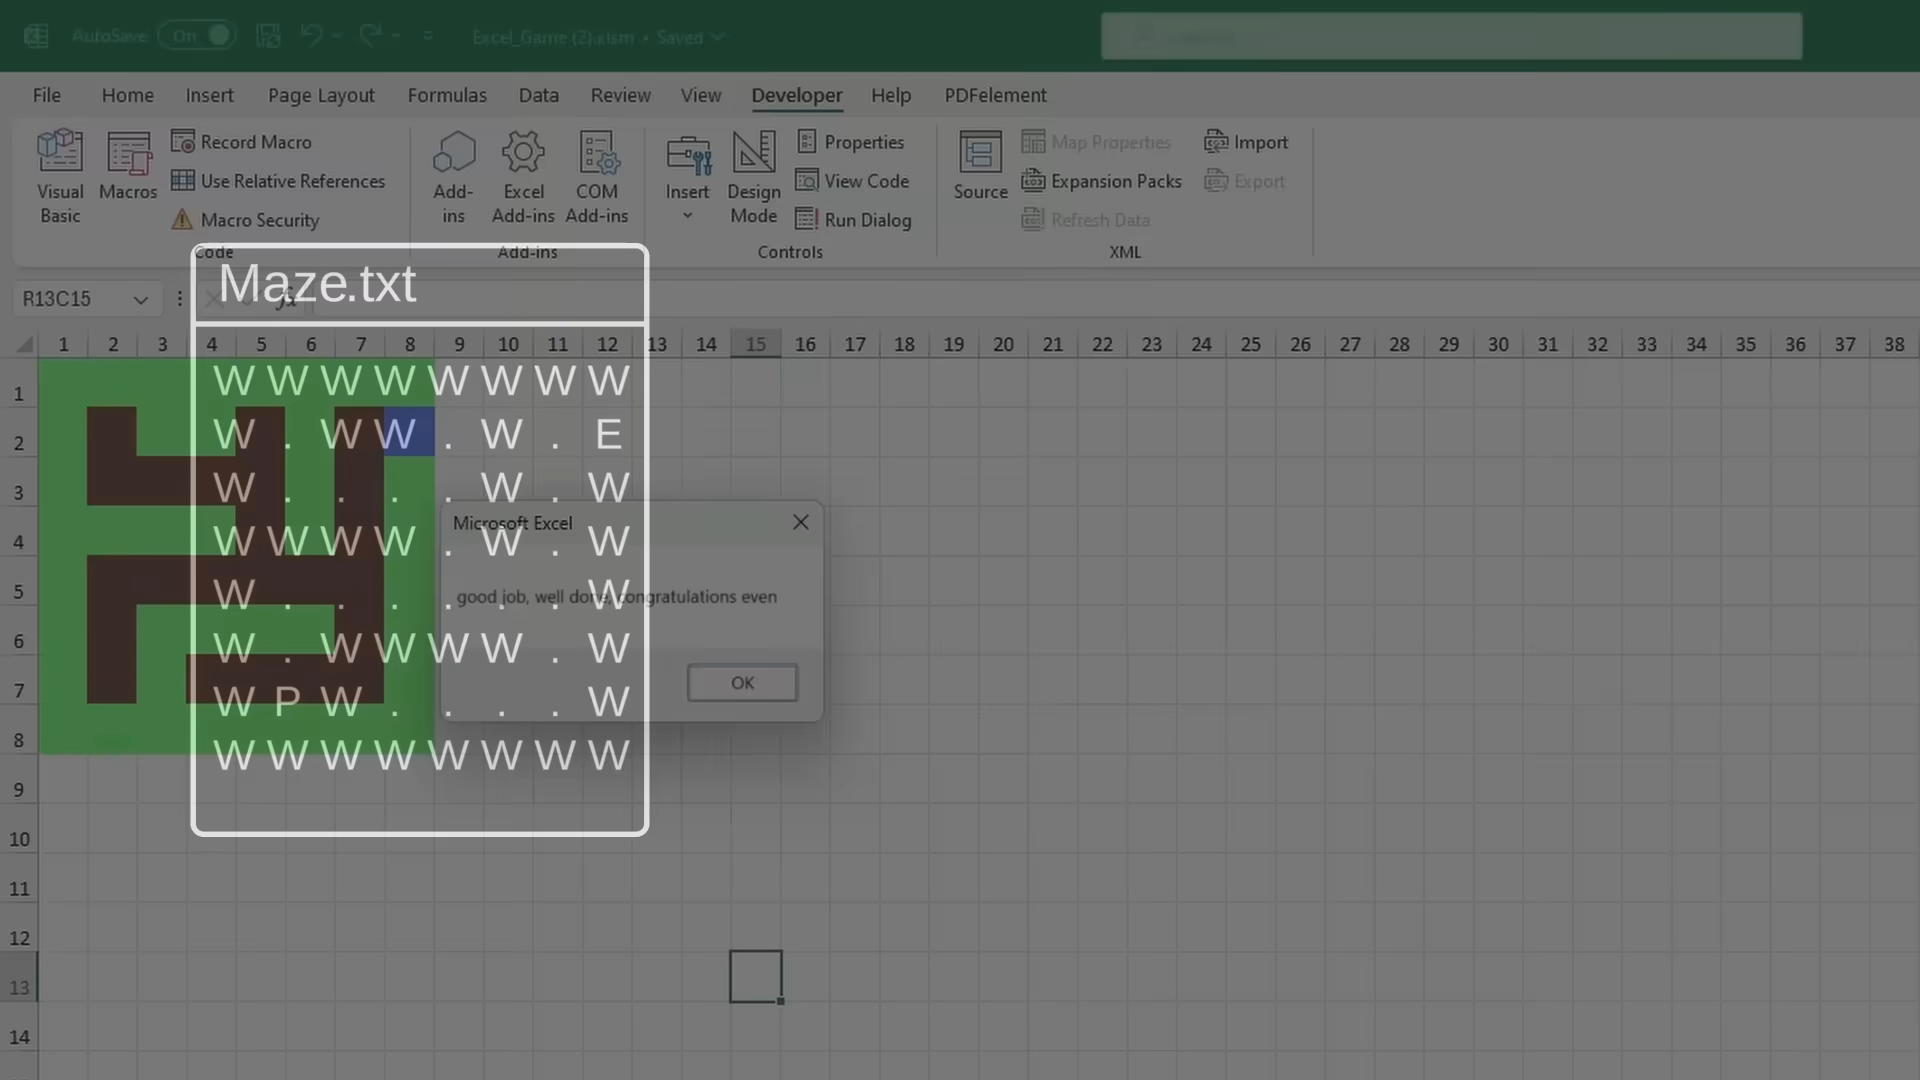 AutoSave On Excel_Game (2).xlsm • Saved
File Home Insert Page Layout Formulas Data Review View Developer Help PDFelement
Visual Basic
Macros
Record Macro
Use Relative References
Macro Security
Code
Add-ins
Excel Add-ins
COM Add-ins
Add-ins
Insert
Design Mode
Properties
View Code
Run Dialog
Controls
Source
Map Properties
Expansion Packs
Refresh Data
Import
Export
XML
R13C15
fx
Maze.txt
1 2 3 4 5 6 7 8 9 10 11 12 13 14 15 16 17 18 19 20 21 22 23 24 25 26 27 28 29 30 31 32 33 34 35 36 37 38
W W W W W W W W
W . W W . W . E
W . . . . W . W
W W W W . W . W
W . . . . . . W
W . W W W W . W
W P W . . . . W
W W W W W W W W
Microsoft Excel
good job, well done, congratulations even
OK
1
2
3
4
5
6
7
8
9
10
11
12
13
14